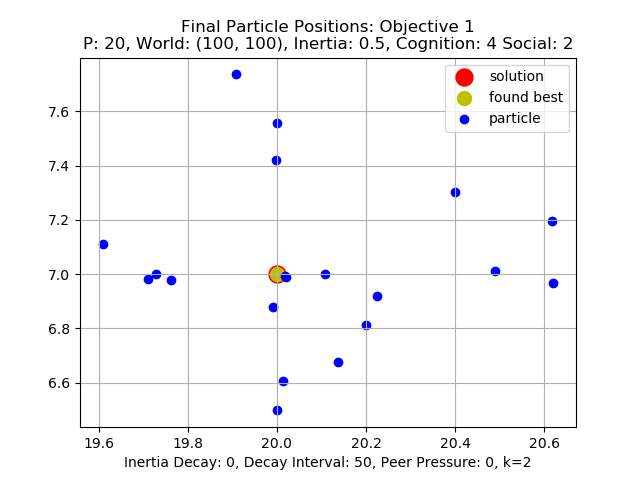 Final Particle Positions: Objective 1
P: 20, World: (100, 100), Inertia: 0.5, Cognition: 4 Social: 2
solution
found best
particle
7.6
7.4
7.2
7.0
6.8
6.6
19.6 19.8 20.0 20.2 20.4 20.6
Inertia Decay: 0, Decay Interval: 50, Peer Pressure: 0, k=2